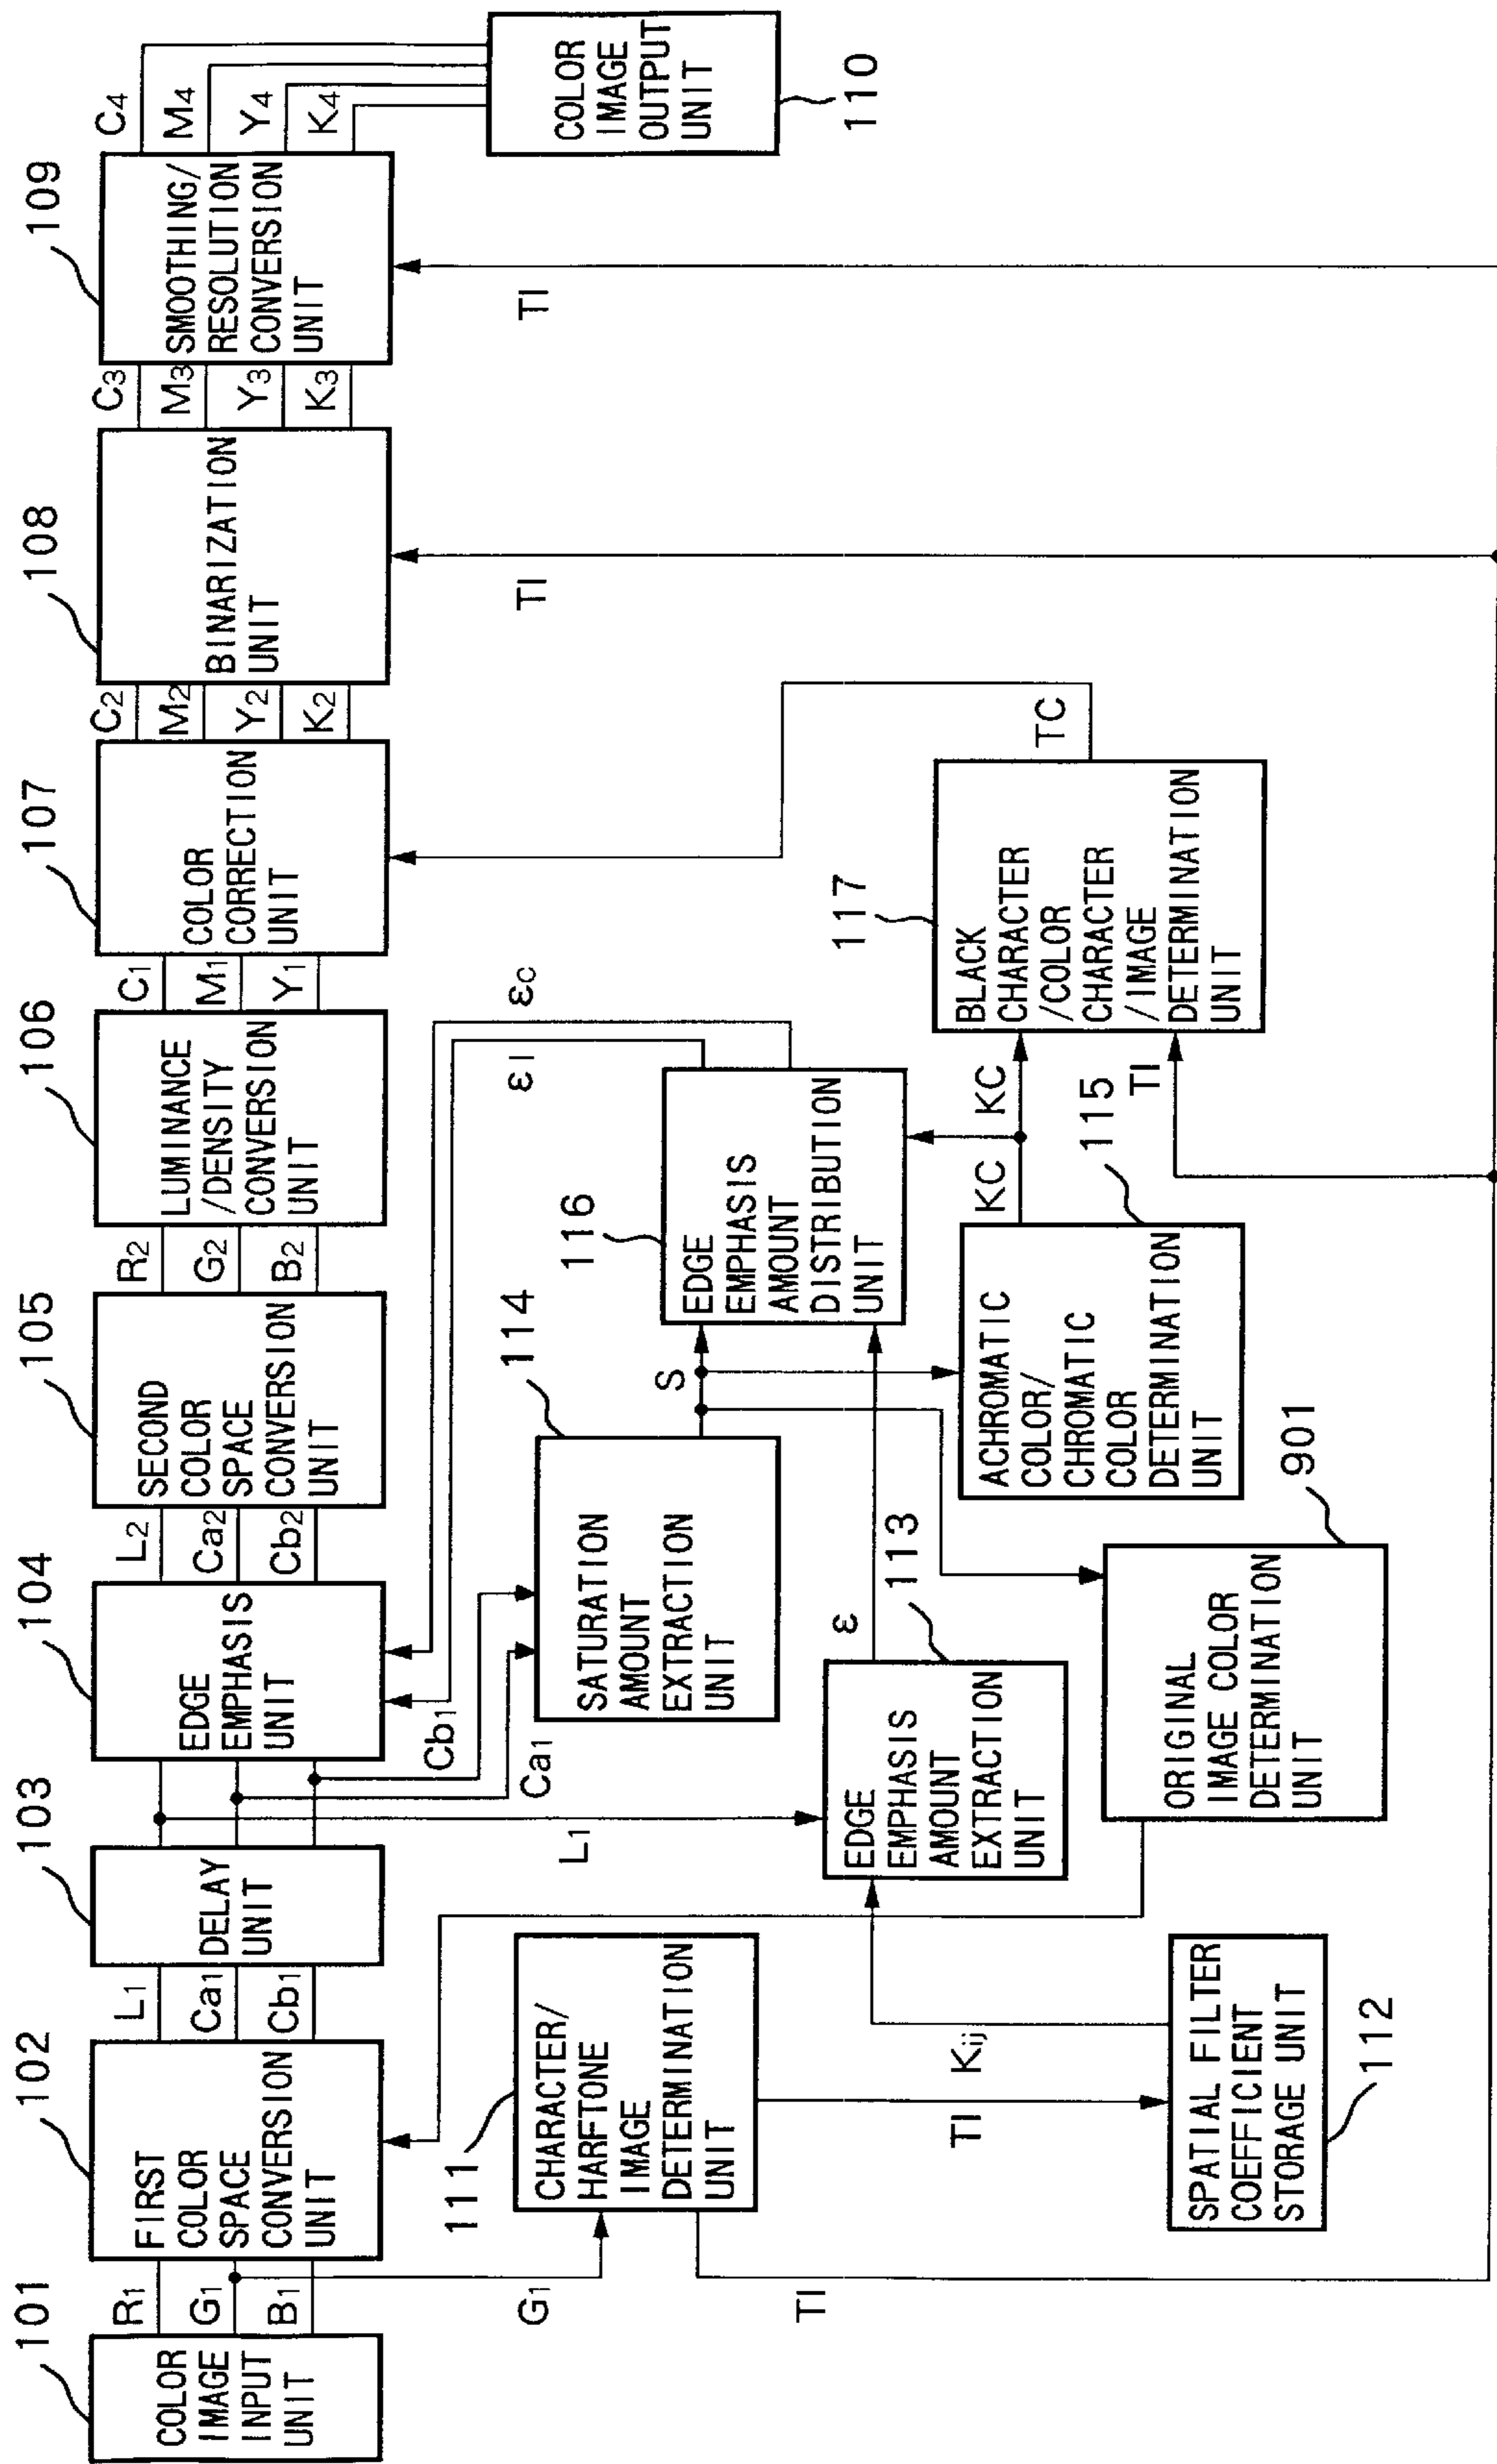 101
COLOR
IMAGE
INPUT
UNIT
R1
G1
B1
102
FIRST
COLOR
SPACE
CONVERSION
UNIT
L1
Ca1
Cb1
103
DELAY
UNIT
104
EDGE
EMPHASIS
UNIT
L2
Ca2
Cb2
105
SECOND
COLOR
SPACE
CONVERSION
UNIT
R2
G2
B2
106
LUMINANCE
/DENSITY
CONVERSION
UNIT
C1
M1
Y1
107
COLOR
CORRECTION
UNIT
C2
M2
Y2
K2
108
BINARIZATION
UNIT
C3
M3
Y3
K3
109
SMOOTHING/
RESOLUTION
CONVERSION
UNIT
C4
M4
Y4
K4
COLOR
IMAGE
OUTPUT
UNIT
110
G1
111
CHARACTER/
HARFTONE
IMAGE
DETERMINATION
UNIT
TI
TI
Kij
SPATIAL FILTER
COEFFICIENT
STORAGE UNIT
112
L1
Ca1
Cb1
EDGE
EMPHASIS
AMOUNT
EXTRACTION
UNIT
113
ε
SATURATION
AMOUNT
EXTRACTION
UNIT
114
S
ORIGINAL
IMAGE COLOR
DETERMINATION
UNIT
901
ACHROMATIC
COLOR/
CHROMATIC
COLOR
DETERMINATION
UNIT
115
KC
KC
116
EDGE
EMPHASIS
AMOUNT
DISTRIBUTION
UNIT
εl
εc
TI
117
BLACK
CHARACTER
/COLOR
CHARACTER
/IMAGE
DETERMINATION
UNIT
TC
TI
TI